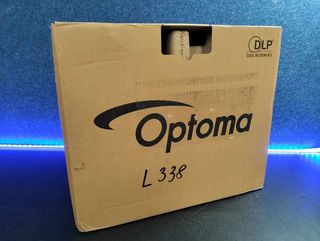 DLP
TEXAS INSTRUMENTS
Optoma
L 338